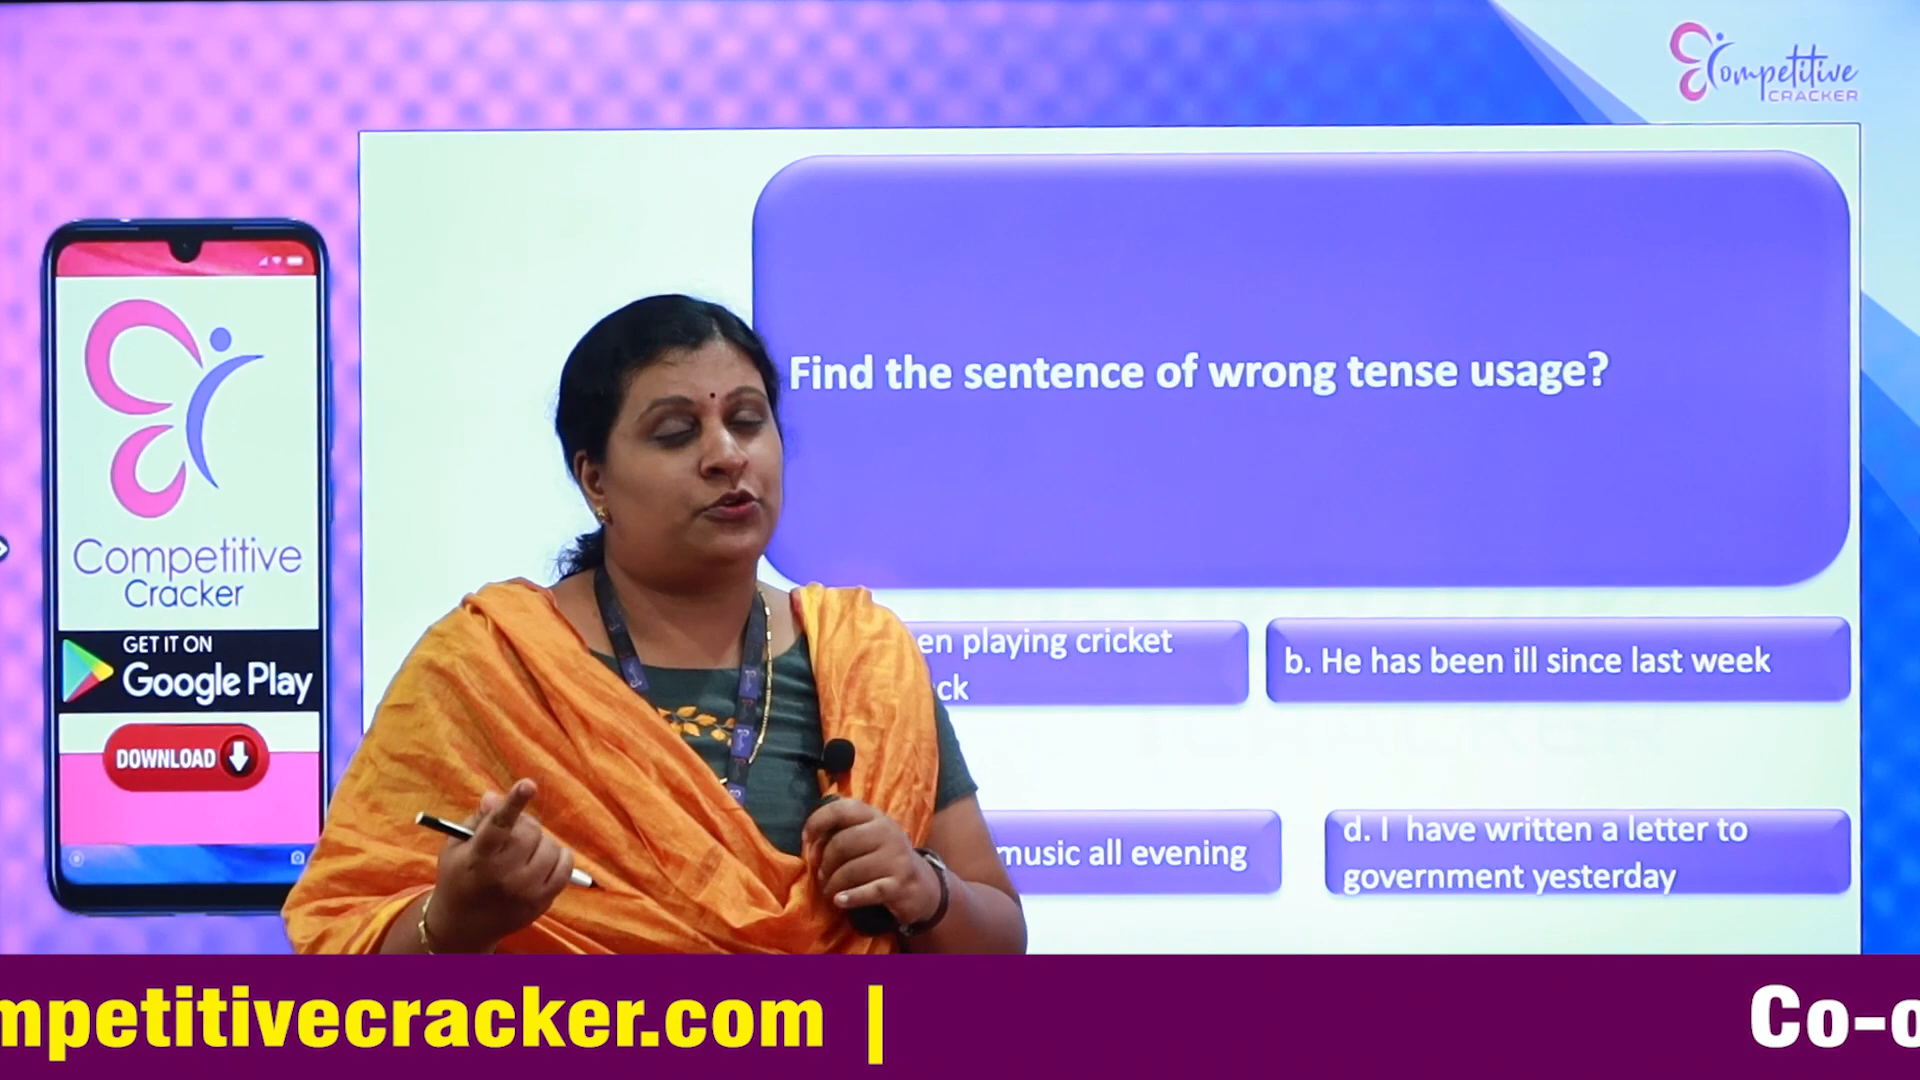 Competitive
CRACKER
Find the sentence of wrong tense usage?
Competitive
Cracker
GET IT ON
Google Play
DOWNLOAD
playing cricket
b. He has been ill since last week
music all evening
d. I have written a letter to
government yesterday
mpetitivecracker.com |
Co-o